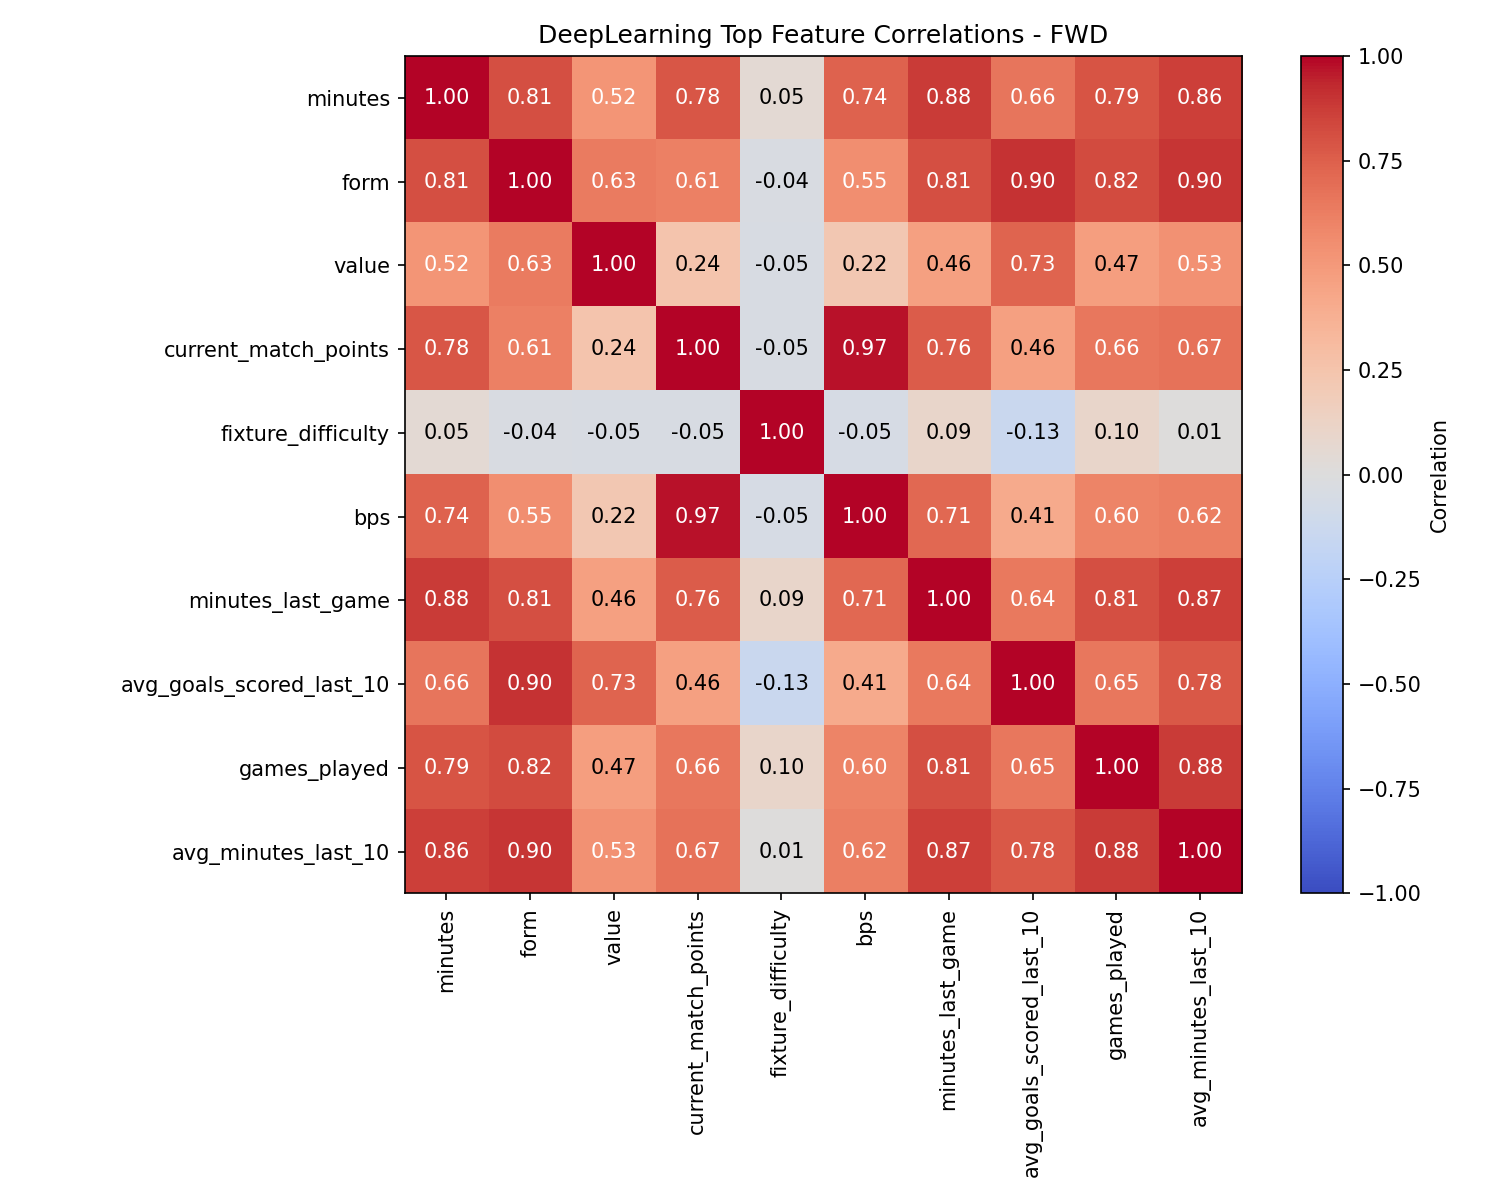 DeepLearning Top Feature Correlations - FWD
minutes 1.00 0.81 0.52 0.78 0.05 0.74 0.88 0.66 0.79 0.86
form 0.81 1.00 0.63 0.61 -0.04 0.55 0.81 0.90 0.82 0.90
value 0.52 0.63 1.00 0.24 -0.05 0.22 0.46 0.73 0.47 0.53
current_match_points 0.78 0.61 0.24 1.00 -0.05 0.97 0.76 0.46 0.66 0.67
fixture_difficulty 0.05 -0.04 -0.05 -0.05 1.00 -0.05 0.09 -0.13 0.10 0.01
bps 0.74 0.55 0.22 0.97 -0.05 1.00 0.71 0.41 0.60 0.62
minutes_last_game 0.88 0.81 0.46 0.76 0.09 0.71 1.00 0.64 0.81 0.87
avg_goals_scored_last_10 0.66 0.90 0.73 0.46 -0.13 0.41 0.64 1.00 0.65 0.78
games_played 0.79 0.82 0.47 0.66 0.10 0.60 0.81 0.65 1.00 0.88
avg_minutes_last_10 0.86 0.90 0.53 0.67 0.01 0.62 0.87 0.78 0.88 1.00
minutes
form
value
current_match_points
fixture_difficulty
bps
minutes_last_game
avg_goals_scored_last_10
games_played
avg_minutes_last_10
1.00
0.75
0.50
0.25
0.00
−0.25
−0.50
−0.75
−1.00
Correlation